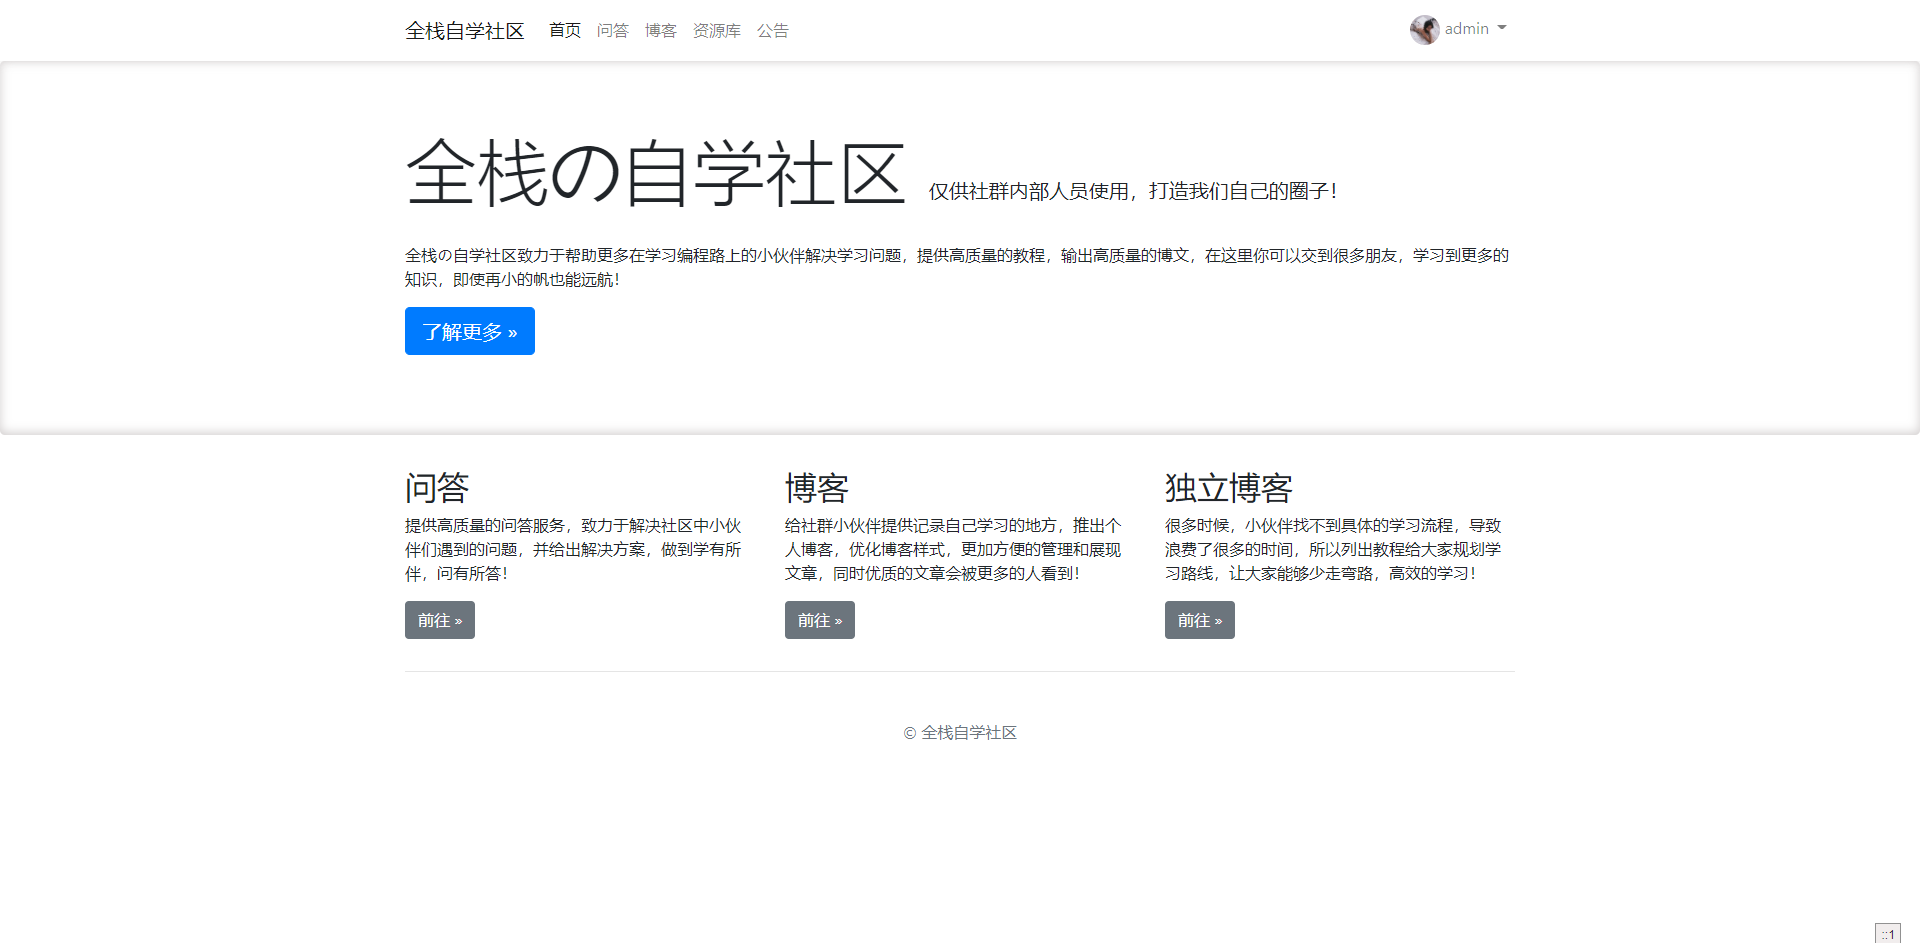 全栈自学社区 首页 问答 博客 资源库 公告 admin
全栈の自学社区 仅供社群内部人员使用，打造我们自己的圈子！
全栈の自学社区致力于帮助更多在学习编程路上的小伙伴解决学习问题，提供高质量的教程，输出高质量的博文，在这里你可以交到很多朋友，学习到更多的
知识，即使再小的帆也能远航！
了解更多 »
问答
提供高质量的问答服务，致力于解决社区中小伙
伴们遇到的问题，并给出解决方案，做到学有所
伴，问有所答！
前往 »
博客
给社群小伙伴提供记录自己学习的地方，推出个
人博客，优化博客样式，更加方便的管理和展现
文章，同时优质的文章会被更多的人看到！
前往 »
独立博客
很多时候，小伙伴找不到具体的学习流程，导致
浪费了很多的时间，所以列出教程给大家规划学
习路线，让大家能够少走弯路，高效的学习！
前往 »
© 全栈自学社区
::1